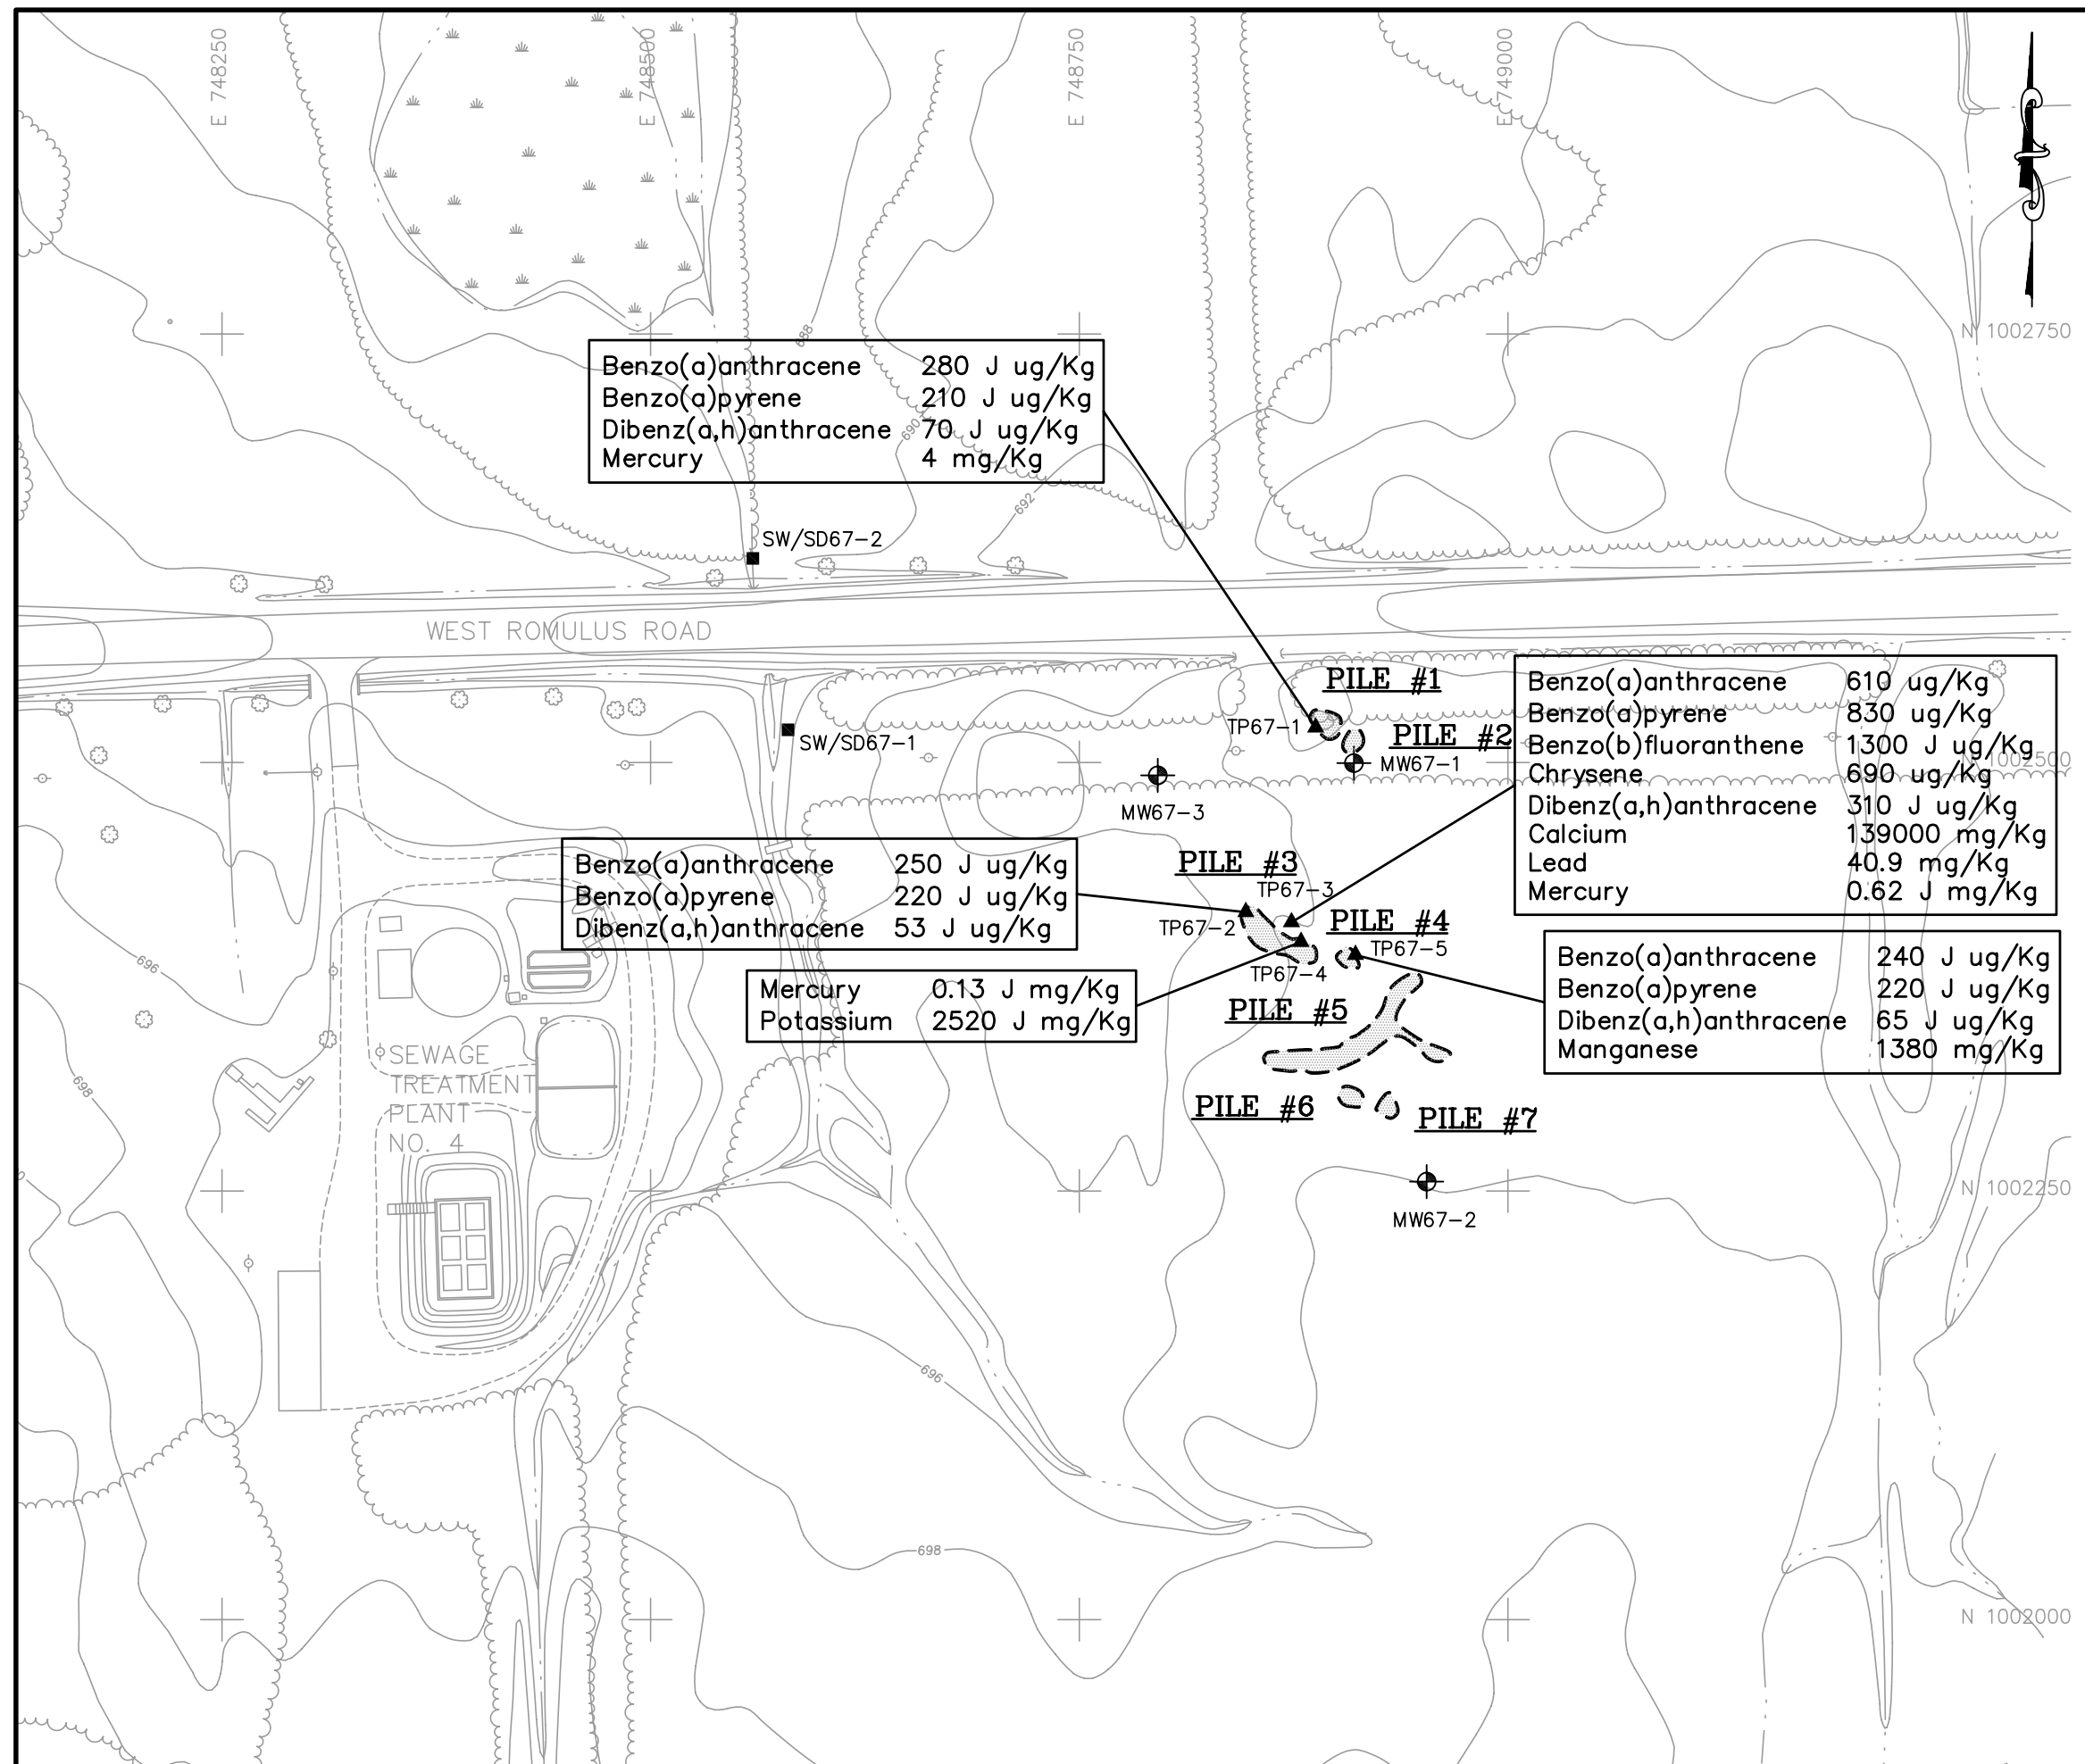 E 748250
E 748500
E 748750
E 749000
N 1002750
688
Benzo(a)anthracene 280 J ug/Kg
Benzo(a)pyrene 210 J ug/Kg
Dibenz(a,h)anthracene 70 J ug/Kg
Mercury 4 mg/Kg
690
692
SW/SD67-2
WEST ROMULUS ROAD
PILE #1
TP67-1
PILE #2
MW67-1
SW/SD67-1
MW67-3
Benzo(a)anthracene 610 ug/Kg
Benzo(a)pyrene 830 ug/Kg
Benzo(b)fluoranthene 1300 J ug/Kg
Chrysene 690 ug/Kg
Dibenz(a,h)anthracene 310 J ug/Kg
Calcium 139000 mg/Kg
Lead 40.9 mg/Kg
Mercury 0.62 J mg/Kg
1002500
Benzo(a)anthracene 250 J ug/Kg
Benzo(a)pyrene 220 J ug/Kg
Dibenz(a,h)anthracene 53 J ug/Kg
PILE #3
TP67-3
TP67-2
PILE #4
TP67-5
TP67-4
Mercury 0.13 J mg/Kg
Potassium 2520 J mg/Kg
Benzo(a)anthracene 240 J ug/Kg
Benzo(a)pyrene 220 J ug/Kg
Dibenz(a,h)anthracene 65 J ug/Kg
Manganese 1380 mg/Kg
PILE #5
696
698
SEWAGE
TREATMENT
PLANT
NO. 4
PILE #6
PILE #7
N 1002250
MW67-2
696
698
N 1002000